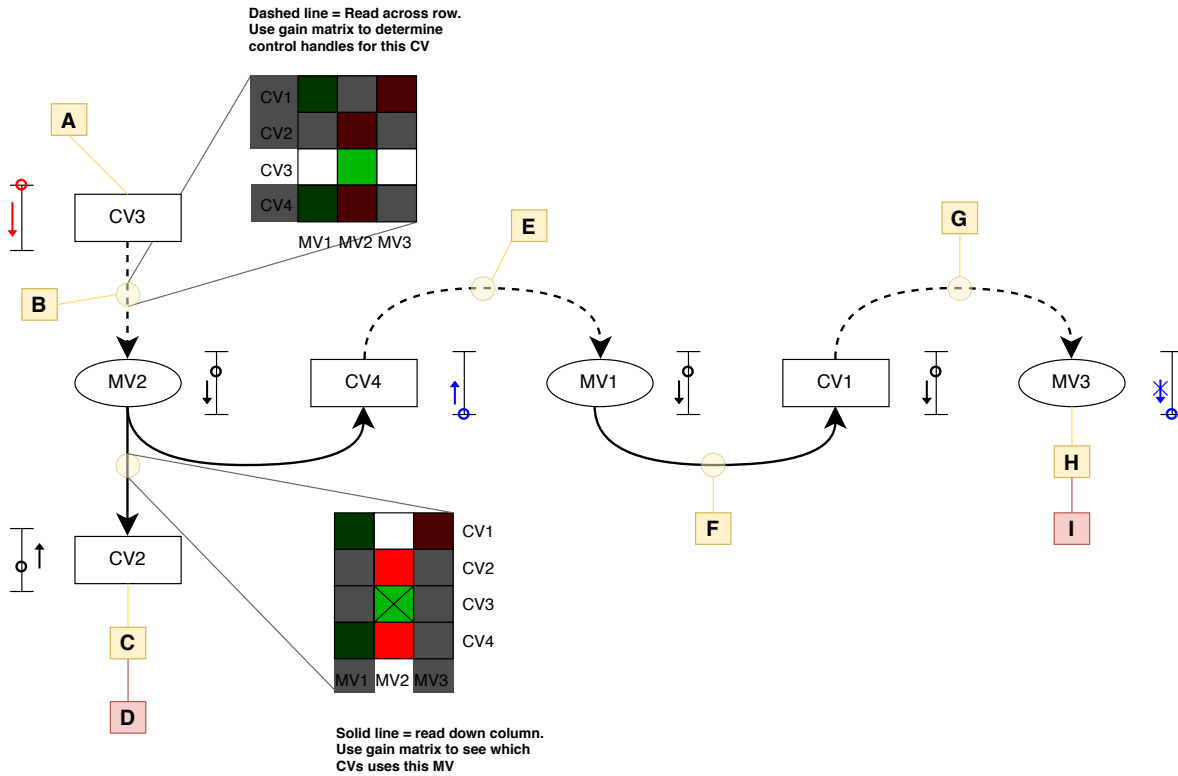 Dashed line = Read across row.
Use gain matrix to determine
control handles for this CV
CV1
CV2
CV3
CV4
MV1 MV2 MV3
A
CV3
B
E
G
MV2
CV4
MV1
CV1
MV3
H
F
I
CV2
C
D
CV1
CV2
CV3
CV4
MV1 MV2 MV3
Solid line = read down column.
Use gain matrix to see which
CVs uses this MV